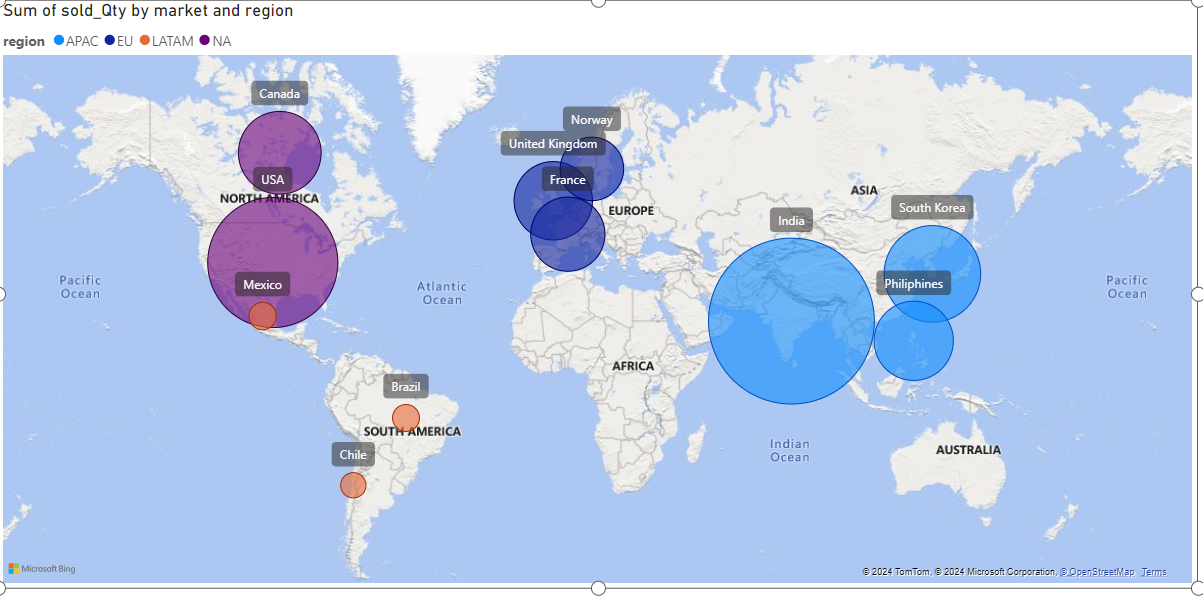 Sum of sold_Qty by market and region
region APAC EU LATAM NA
Canada
Norway
United Kingdom
USA
France
NORTH AMERICA
ASIA
EUROPE
South Korea
India
Mexico
Philiphines
Pacific
Ocean
Atlantic
Ocean
Pacific
Ocean
AFRICA
Brazil
SOUTH AMERICA
Chile
Indian
Ocean
AUSTRALIA
Microsoft Bing
© 2024 TomTom, © 2024 Microsoft Corporation, © OpenStreetMap Terms